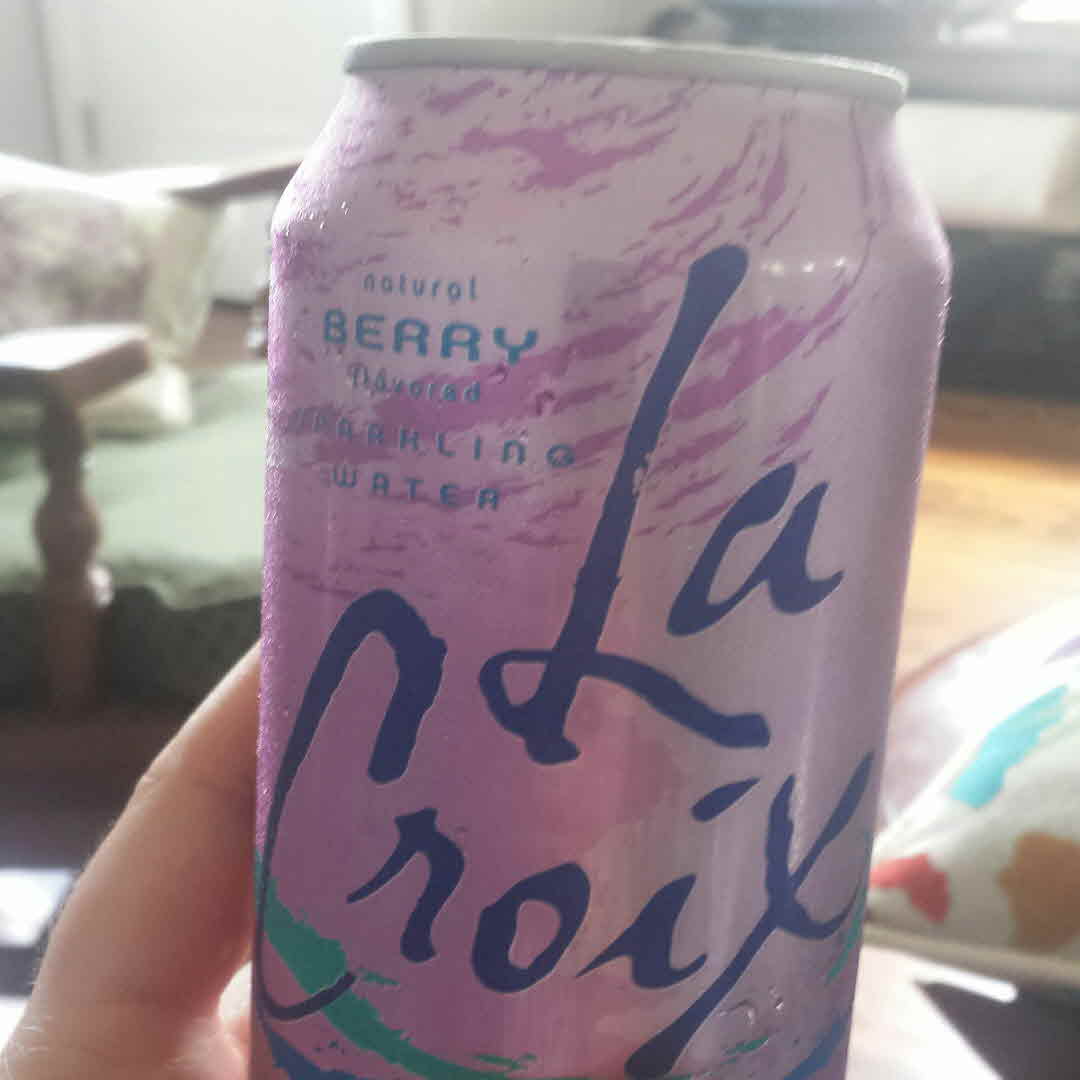 natural
BERRY
flavored
SPARKLING
WATER
La
Croix